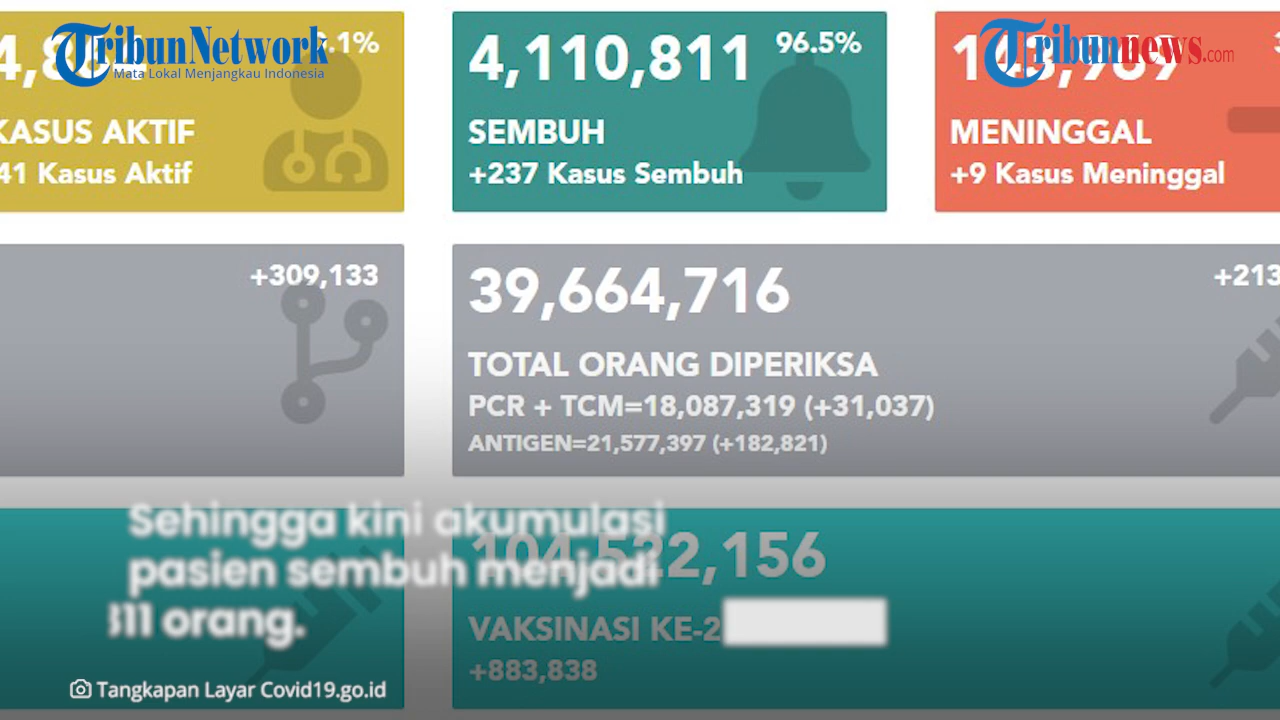 TribunNetwork
Mata Lokal Menjangkau Indonesia
.1%
KASUS AKTIF
41 Kasus Aktif
4,110,811
96.5%
SEMBUH
+237 Kasus Sembuh
Tribunnews.com
MENINGGAL
+9 Kasus Meninggal
+309,133
39,664,716
+213
TOTAL ORANG DIPERIKSA
PCR + TCM=18,087,319 (+31,037)
ANTIGEN=21,577,397 (+182,821)
104,522,156
VAKSINASI KE-2
+883,838
Sehingga kini akumulasi
pasien sembuh menjadi
811 orang.
Tangkapan Layar Covid19.go.id